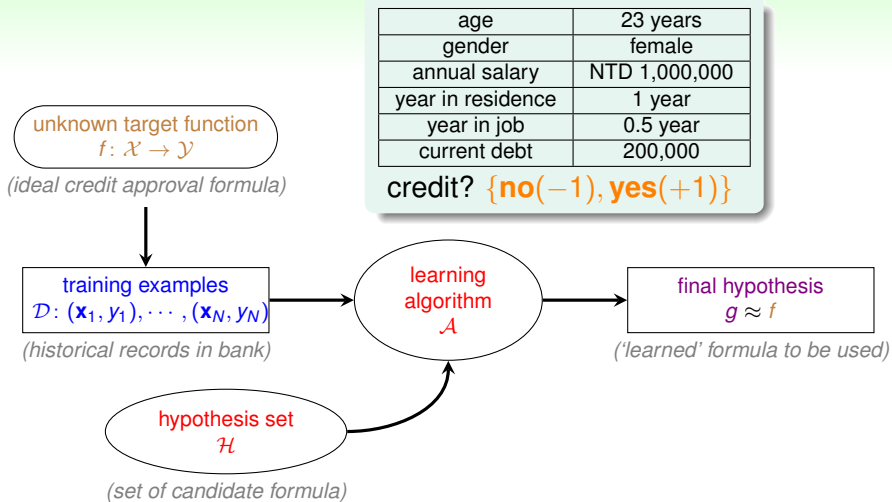 age 23 years
gender female
annual salary NTD 1,000,000
year in residence 1 year
year in job 0.5 year
current debt 200,000
credit? {no(−1), yes(+1)}
unknown target function
f : 𝒳 → 𝒴
(ideal credit approval formula)
training examples
𝒟 : (x₁, y₁), ⋯ , (x_N, y_N)
(historical records in bank)
learning
algorithm
𝒜
final hypothesis
g ≈ f
(‘learned’ formula to be used)
hypothesis set
ℋ
(set of candidate formula)